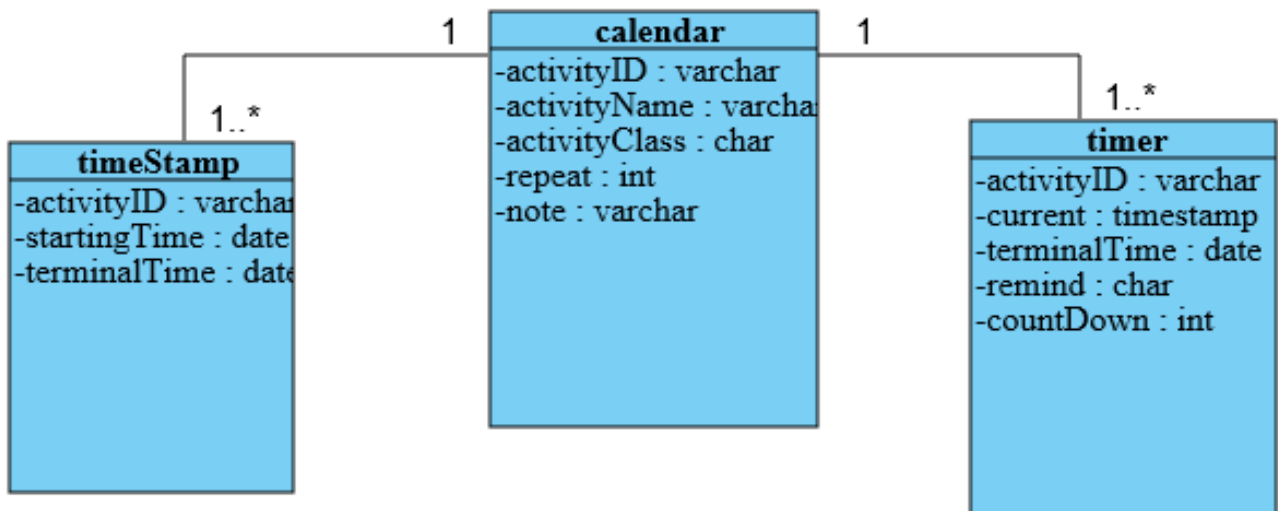 1
calendar
1
-activityID : varchar
-activityName : varcha
-activityClass : char
-repeat : int
-note : varchar
1..*
timeStamp
-activityID : varchar
-startingTime : date
-terminalTime : date
1..*
timer
-activityID : varchar
-current : timestamp
-terminalTime : date
-remind : char
-countDown : int